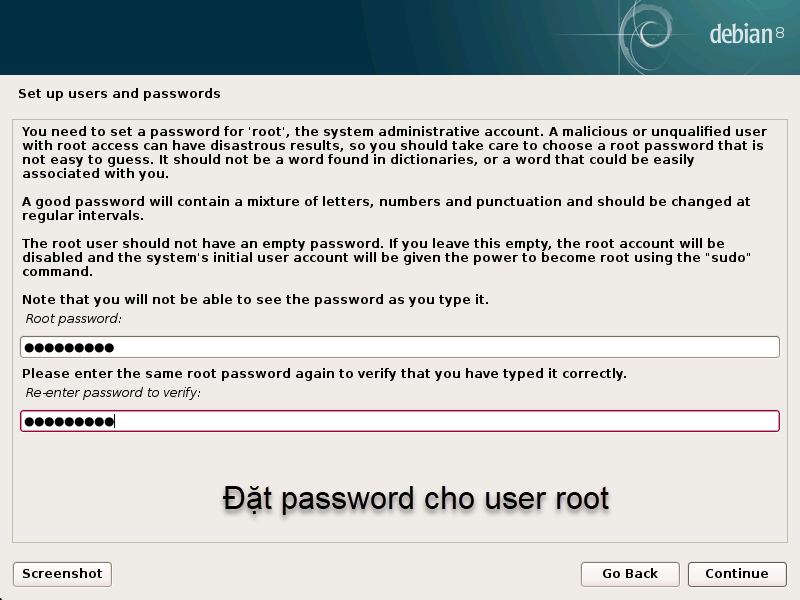 debian 8
Set up users and passwords
You need to set a password for 'root', the system administrative account. A malicious or unqualified user
with root access can have disastrous results, so you should take care to choose a root password that is
not easy to guess. It should not be a word found in dictionaries, or a word that could be easily
associated with you.
A good password will contain a mixture of letters, numbers and punctuation and should be changed at
regular intervals.
The root user should not have an empty password. If you leave this empty, the root account will be
disabled and the system's initial user account will be given the power to become root using the "sudo"
command.
Note that you will not be able to see the password as you type it.
Root password:
●●●●●●●●●
Please enter the same root password again to verify that you have typed it correctly.
Re-enter password to verify:
●●●●●●●●●
Đặt password cho user root
Screenshot
Go Back
Continue